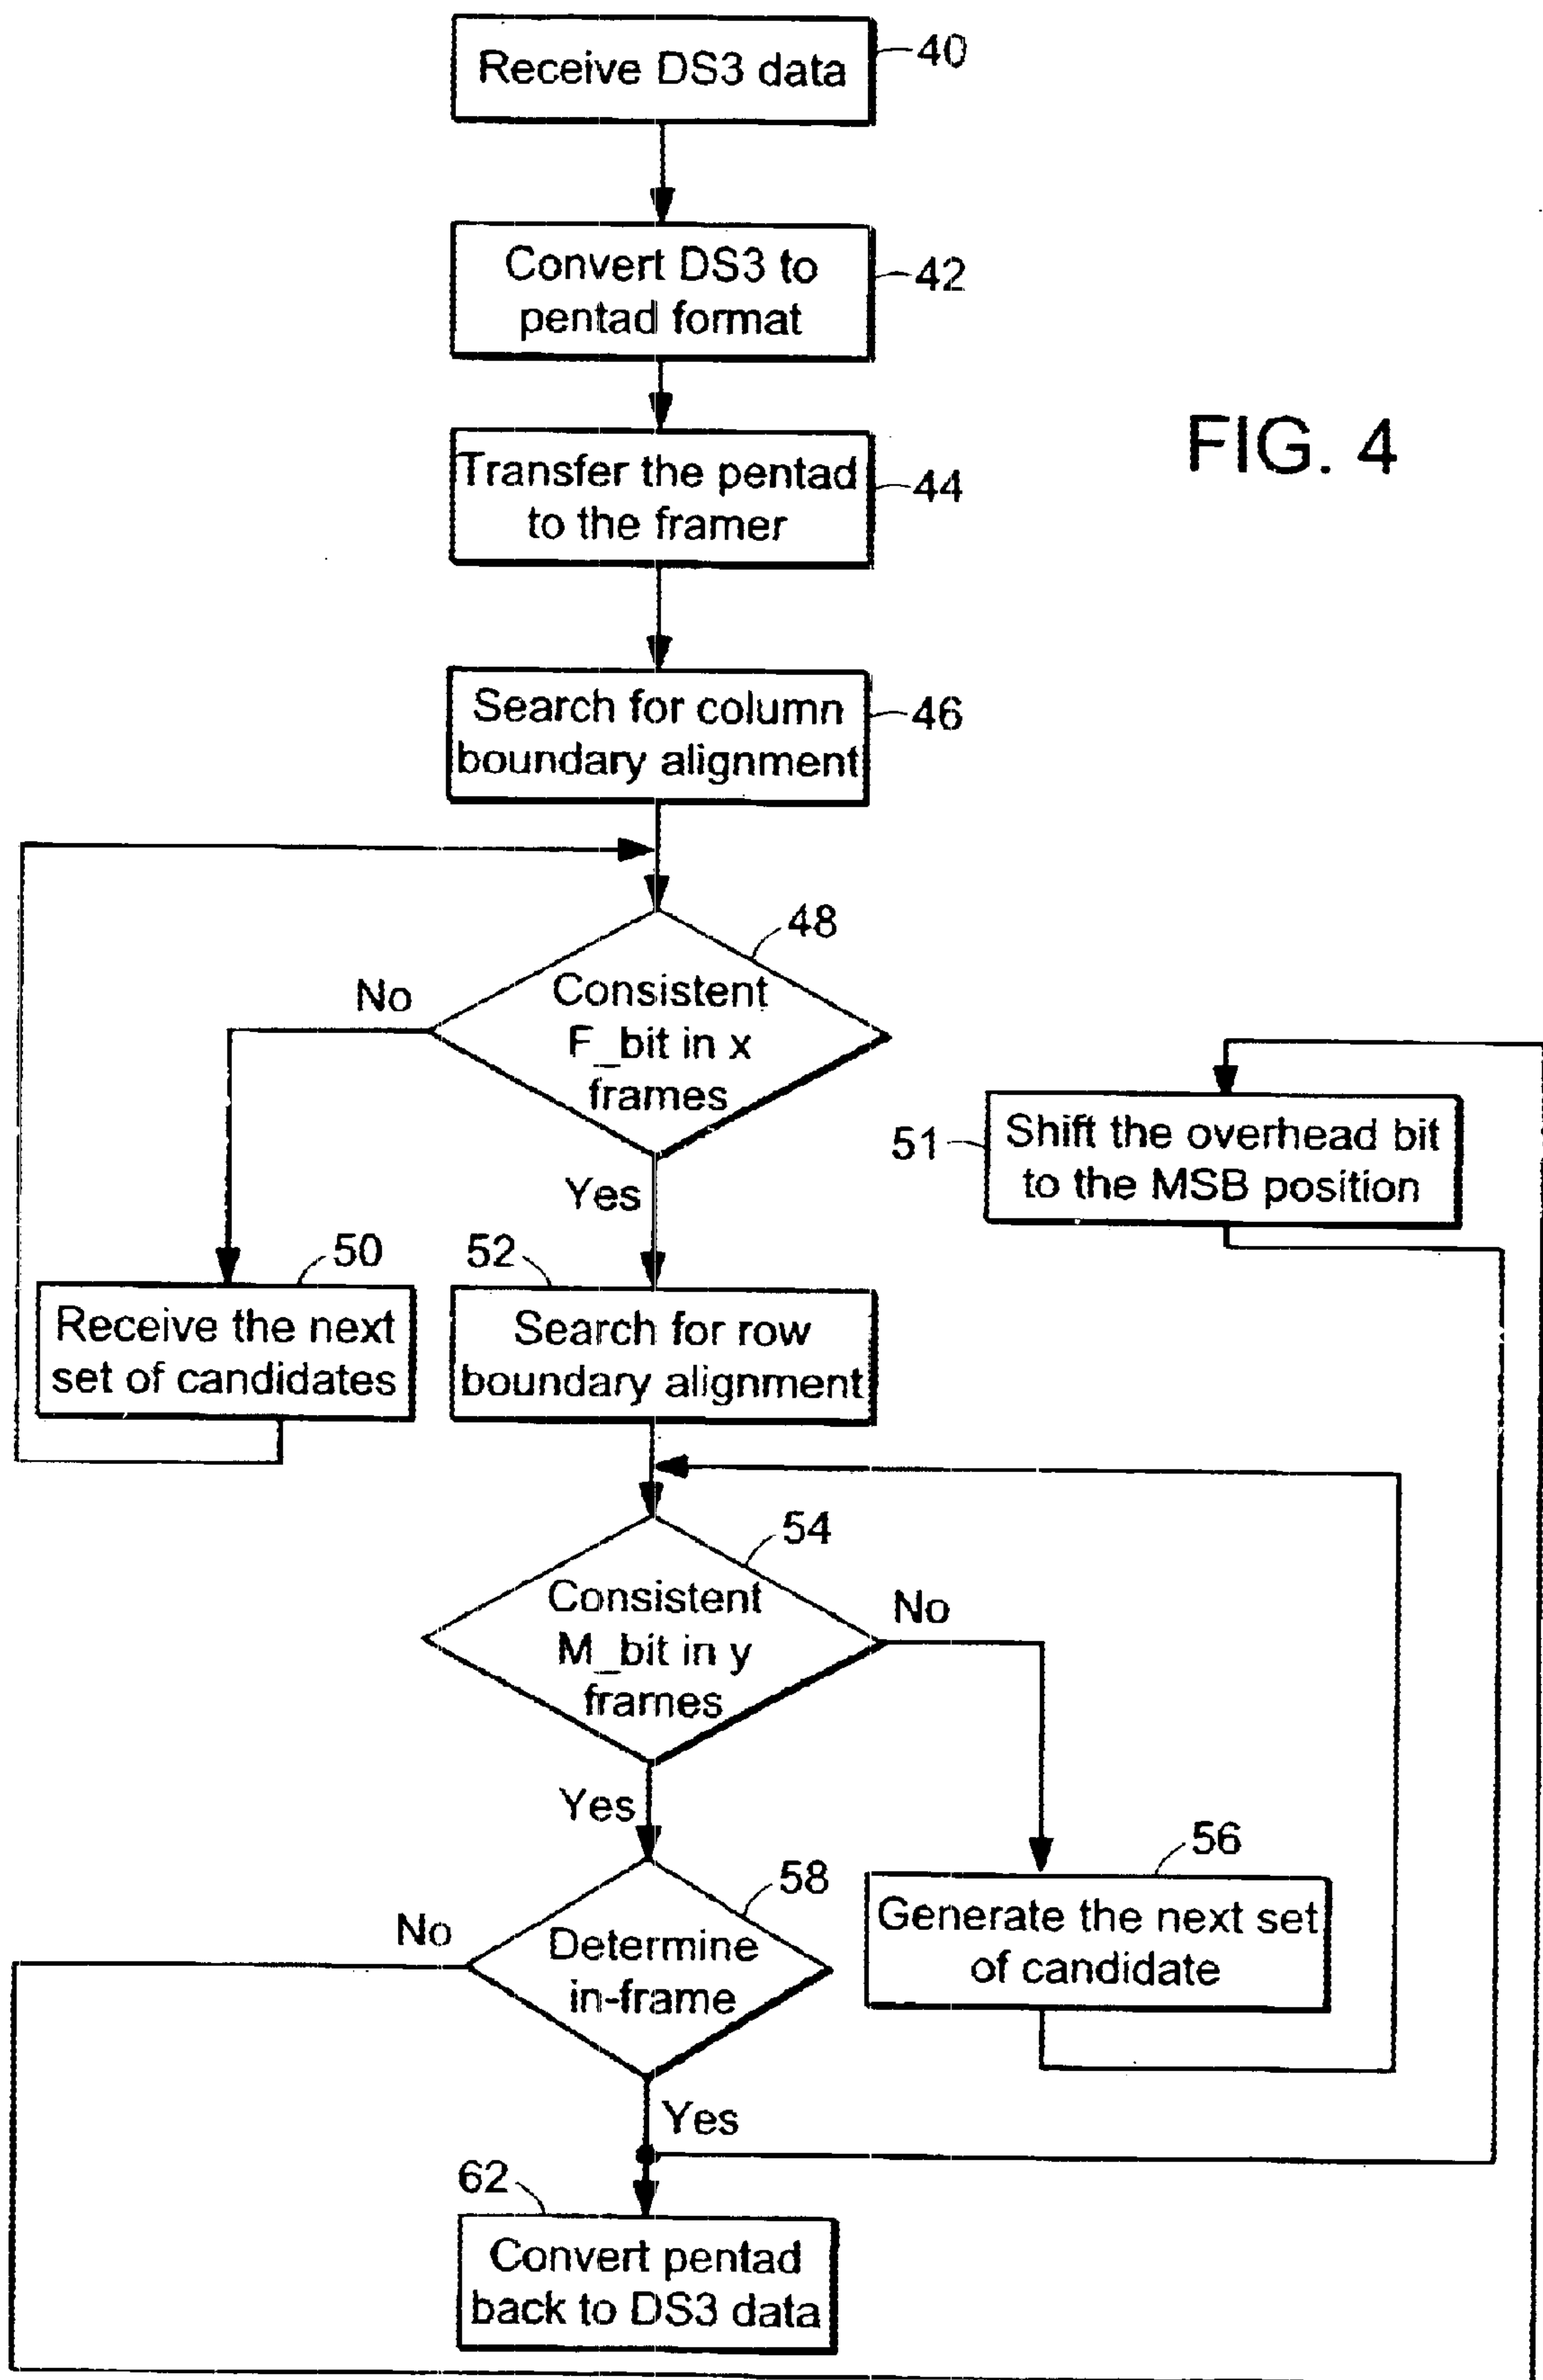 Receive DS3 data
40
Convert DS3 to
pentad format
42
FIG. 4
Transfer the pentad
to the framer
44
Search for column
boundary alignment
46
48
No
Consistent
F_bit in x
frames
Yes
51
Shift the overhead bit
to the MSB position
50
Receive the next
set of candidates
52
Search for row
boundary alignment
54
Consistent
M_bit in y
frames
No
Yes
56
Generate the next set
of candidate
58
No
Determine
in-frame
Yes
62
Convert pentad
back to DS3 data